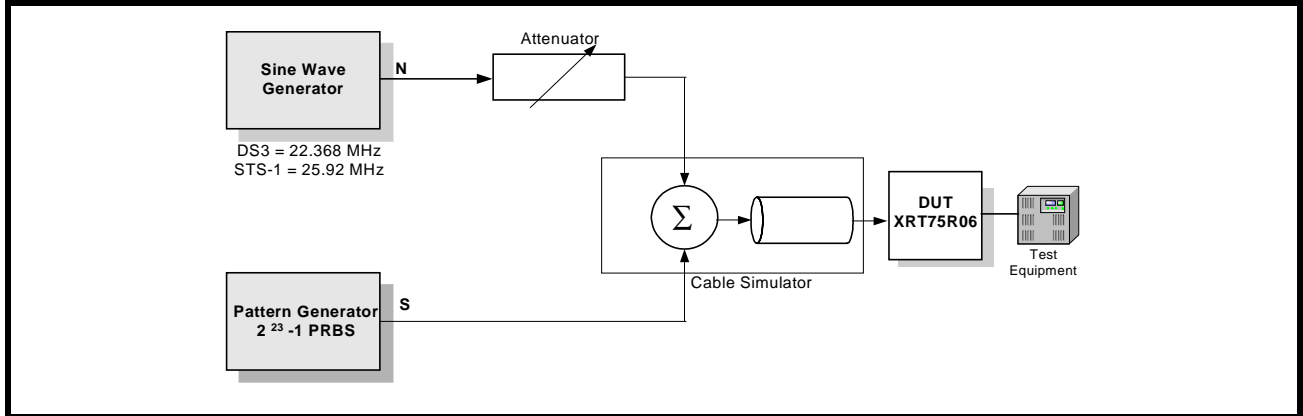 Attenuator
Sine Wave
Generator
N
DS3 = 22.368 MHz
STS-1 = 25.92 MHz
Σ
DUT
XRT75R06
Test
Equipment
Cable Simulator
Pattern Generator
2 ²³ -1 PRBS
S